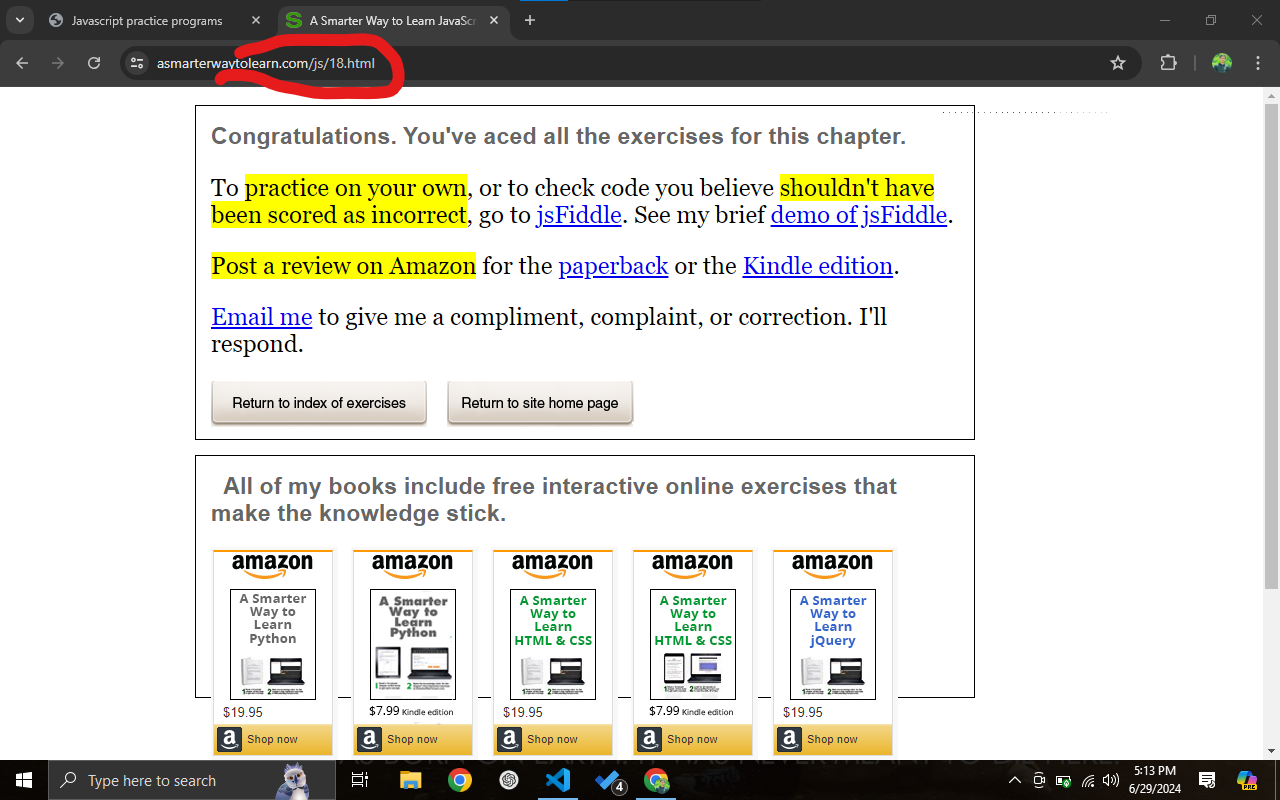 Javascript practice programs
A Smarter Way to Learn JavaScr
asmarterwaytolearn.com/js/18.html
Congratulations. You've aced all the exercises for this chapter.
To practice on your own, or to check code you believe shouldn't have
been scored as incorrect, go to jsFiddle. See my brief demo of jsFiddle.
Post a review on Amazon for the paperback or the Kindle edition.
Email me to give me a compliment, complaint, or correction. I'll
respond.
Return to index of exercises Return to site home page
All of my books include free interactive online exercises that
make the knowledge stick.
amazon amazon amazon amazon amazon
A Smarter A Smarter A Smarter A Smarter A Smarter
Way to Way to Way to Way to Way to
Learn Learn Learn Learn Learn
Python Python HTML & CSS HTML & CSS jQuery
$19.95 $7.99 Kindle edition $19.95 $7.99 Kindle edition $19.95
Shop now Shop now Shop now Shop now Shop now
Type here to search
4
5:13 PM
6/29/2024
PRE